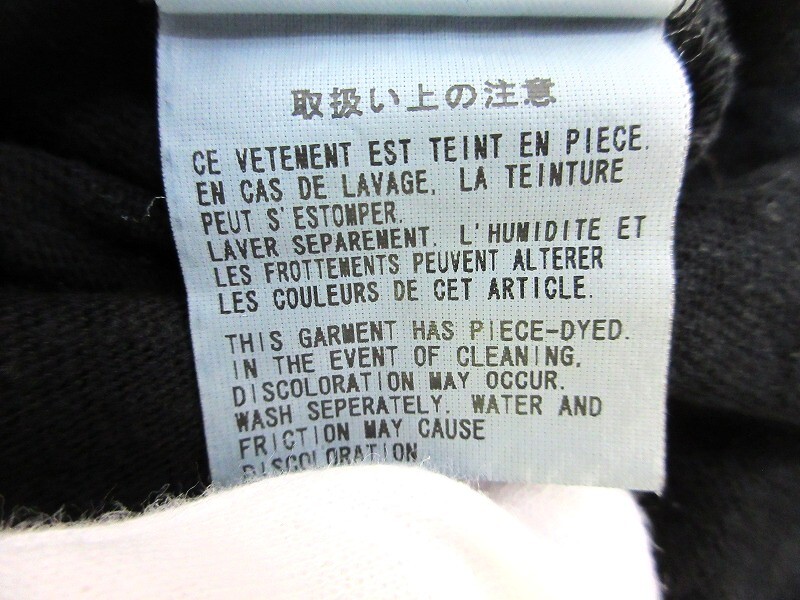 取扱い上の注意
CE VETEMENT EST TEINT EN PIECE.
EN CAS DE LAVAGE, LA TEINTURE
PEUT S'ESTOMPER.
LAVER SEPAREMENT. L'HUMIDITE ET
LES FROTTEMENTS PEUVENT ALTERER
LES COULEURS DE CET ARTICLE.
THIS GARMENT HAS PIECE-DYED.
IN THE EVENT OF CLEANING,
DISCOLORATION MAY OCCUR.
WASH SEPERATELY. WATER AND
FRICTION MAY CAUSE
DISCOLORATION